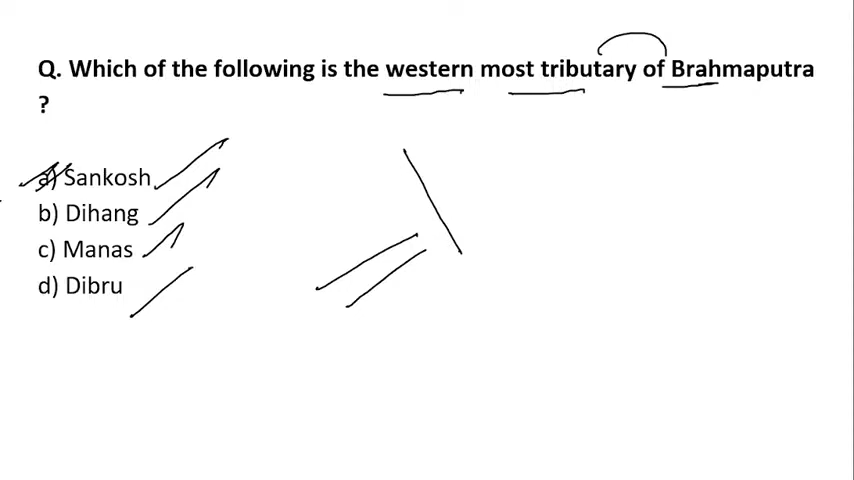 Q. Which of the following is the western most tributary of Brahmaputra
?
a) Sankosh
b) Dihang
c) Manas
d) Dibru